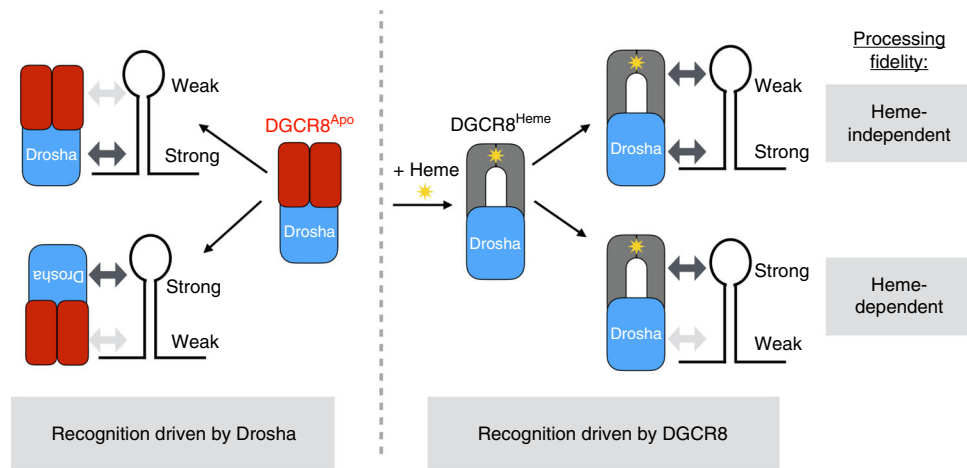 Weak
Drosha
Strong
DGCR8Apo
Drosha
Drosha
Strong
Weak
Recognition driven by Drosha
+ Heme
DGCR8Heme
Drosha
Weak
Drosha
Strong
Strong
Drosha
Weak
Recognition driven by DGCR8
Processing
fidelity:
Heme-
independent
Heme-
dependent